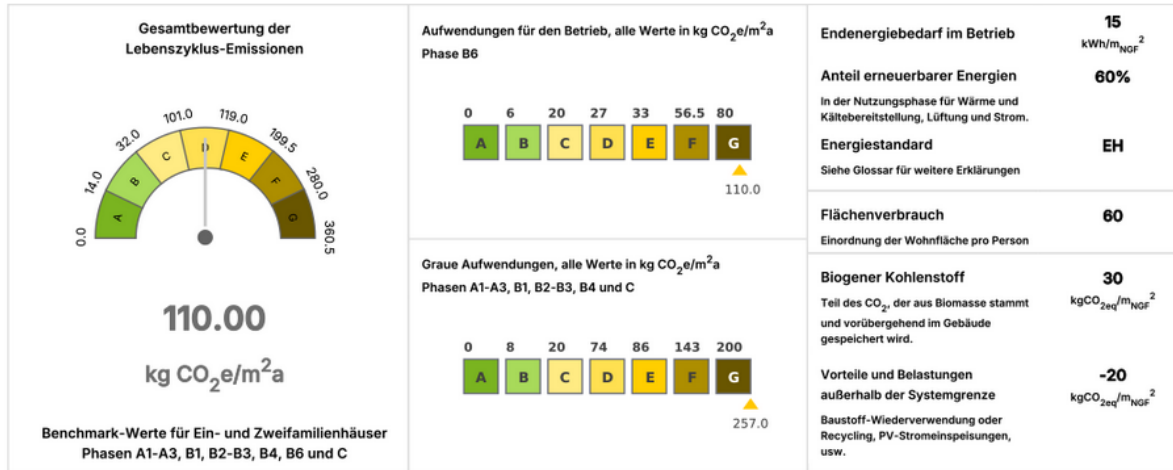 Gesamtbewertung der
Lebenszyklus-Emissionen
0.0
14.0
32.0
101.0
119.0
199.5
280.0
360.5
A
B
C
D
E
F
G
110.00
kg CO₂e/m²a
Benchmark-Werte für Ein- und Zweifamilienhäuser
Phasen A1-A3, B1, B2-B3, B4, B6 und C
Aufwendungen für den Betrieb, alle Werte in kg CO₂e/m²a
Phase B6
0 6 20 27 33 56.5 80
A B C D E F G
110.0
Graue Aufwendungen, alle Werte in kg CO₂e/m²a
Phasen A1-A3, B1, B2-B3, B4 und C
0 8 20 74 86 143 200
A B C D E F G
257.0
Endenergiebedarf im Betrieb 15
kWh/m_NGF²
Anteil erneuerbarer Energien 60%
In der Nutzungsphase für Wärme und
Kältebereitstellung, Lüftung und Strom.
Energiestandard EH
Siehe Glossar für weitere Erklärungen
Flächenverbrauch 60
Einordnung der Wohnfläche pro Person
Biogener Kohlenstoff 30
kgCO₂eq/m_NGF²
Teil des CO₂, der aus Biomasse stammt
und vorübergehend im Gebäude
gespeichert wird.
Vorteile und Belastungen -20
außerhalb der Systemgrenze kgCO₂eq/m_NGF²
Baustoff-Wiederverwendung oder
Recycling, PV-Stromeinspeisungen,
usw.